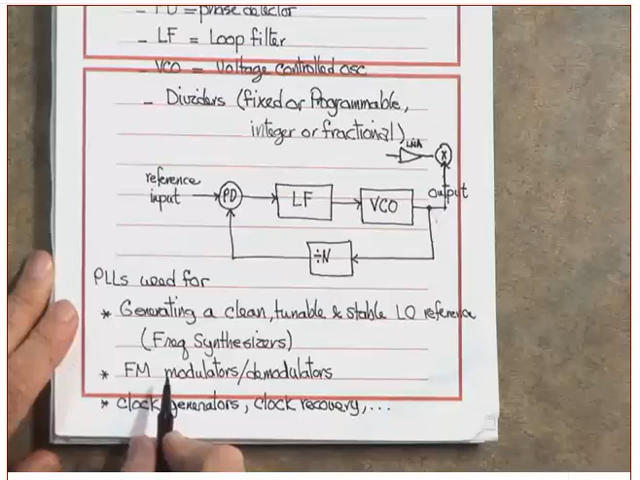 - PD = phase detector
- LF = Loop filter
- VCO = Voltage controlled osc
- Dividers (fixed or Programmable,
integer or fractional)
LNA
X
reference
input
PD
LF
VCO
output
÷N
PLLs used for
* Generating a clean, tunable & stable LO reference
(Freq Synthesizers)
* FM modulators/demodulators
* clock generators, clock recovery, ...